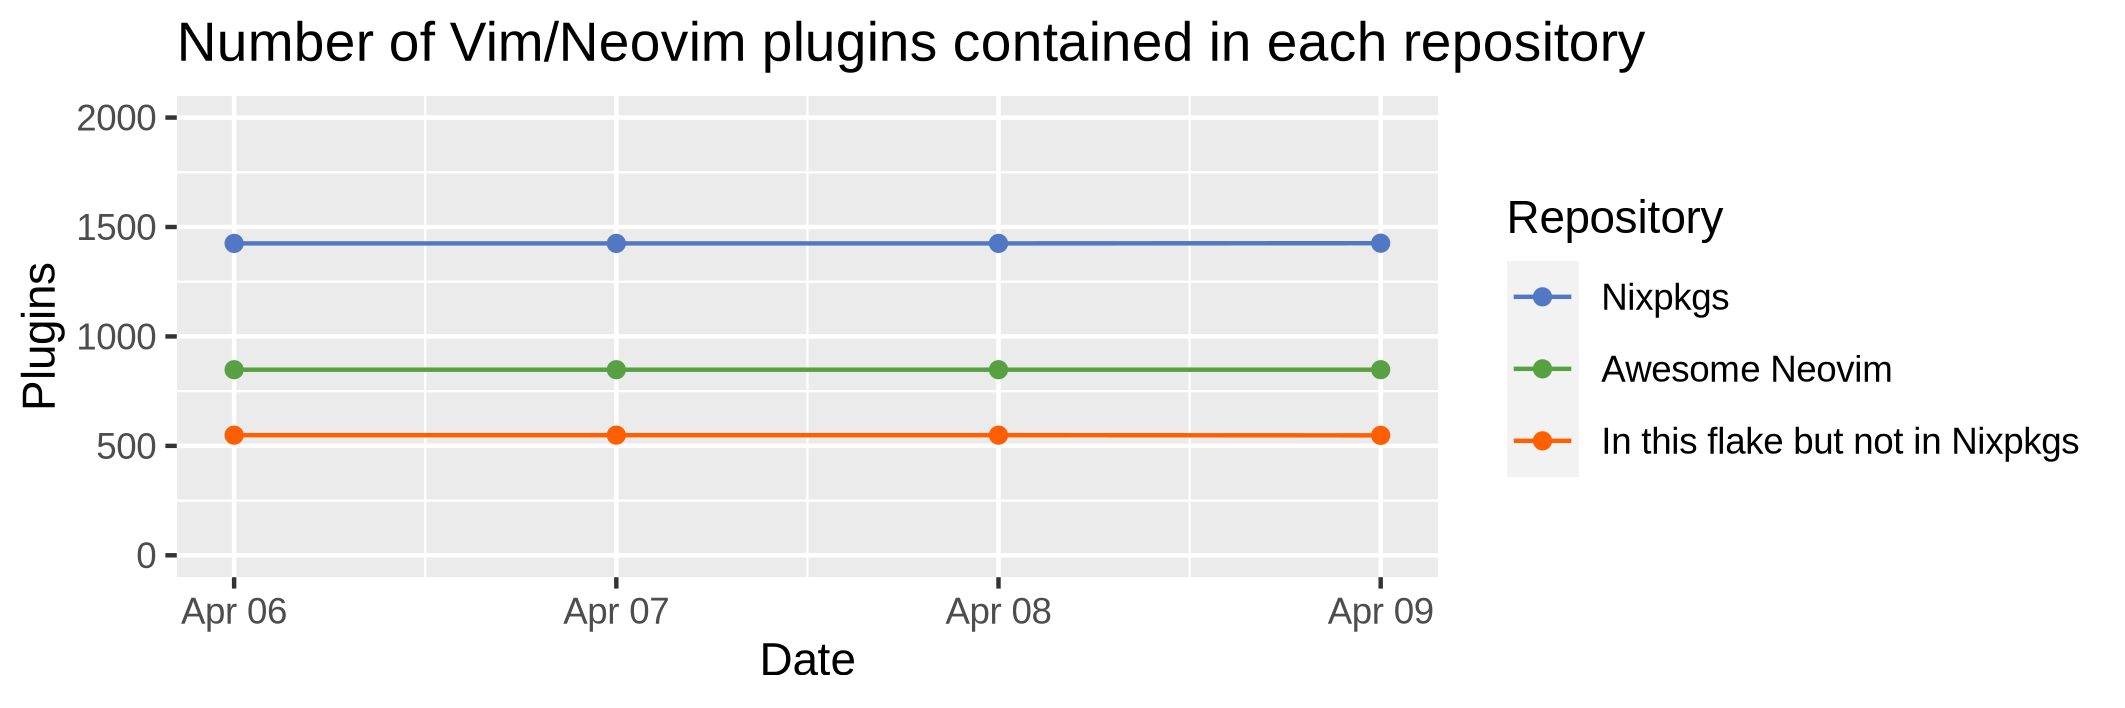 Number of Vim/Neovim plugins contained in each repository
2000
1500
1000
500
0
Plugins
Apr 06
Apr 07
Apr 08
Apr 09
Date
Repository
Nixpkgs
Awesome Neovim
In this flake but not in Nixpkgs